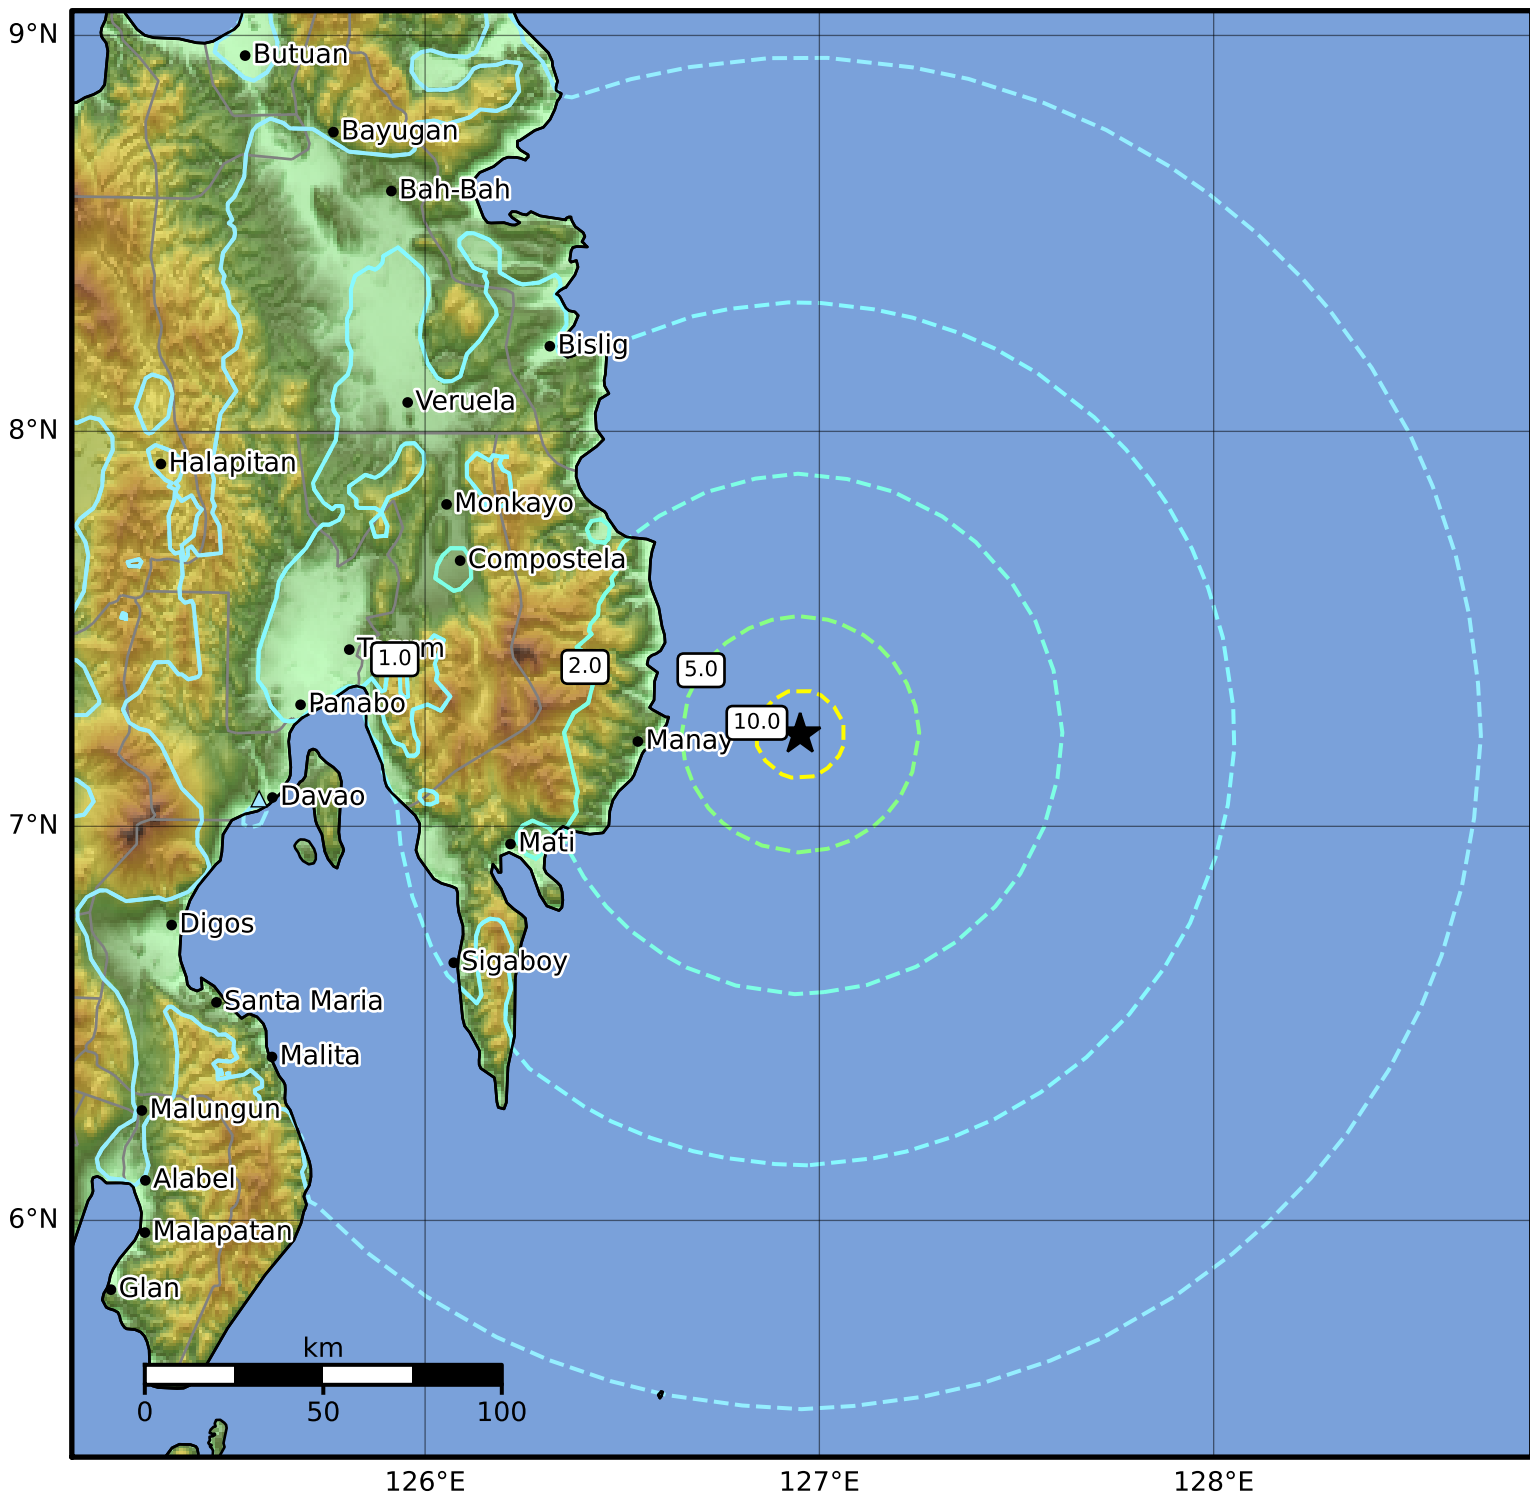 9°N
Butuan
Bayugan
Bah-Bah
Bislig
Veruela
8°N
Halapitan
Monkayo
Compostela
1.0
2.0
5.0
Panabo
10.0
Manay
Davao
7°N
Mati
Digos
Sigaboy
Santa Maria
Malita
Malungun
Alabel
6°N
Malapatan
Glan
km
0 50 100
126°E 127°E 128°E